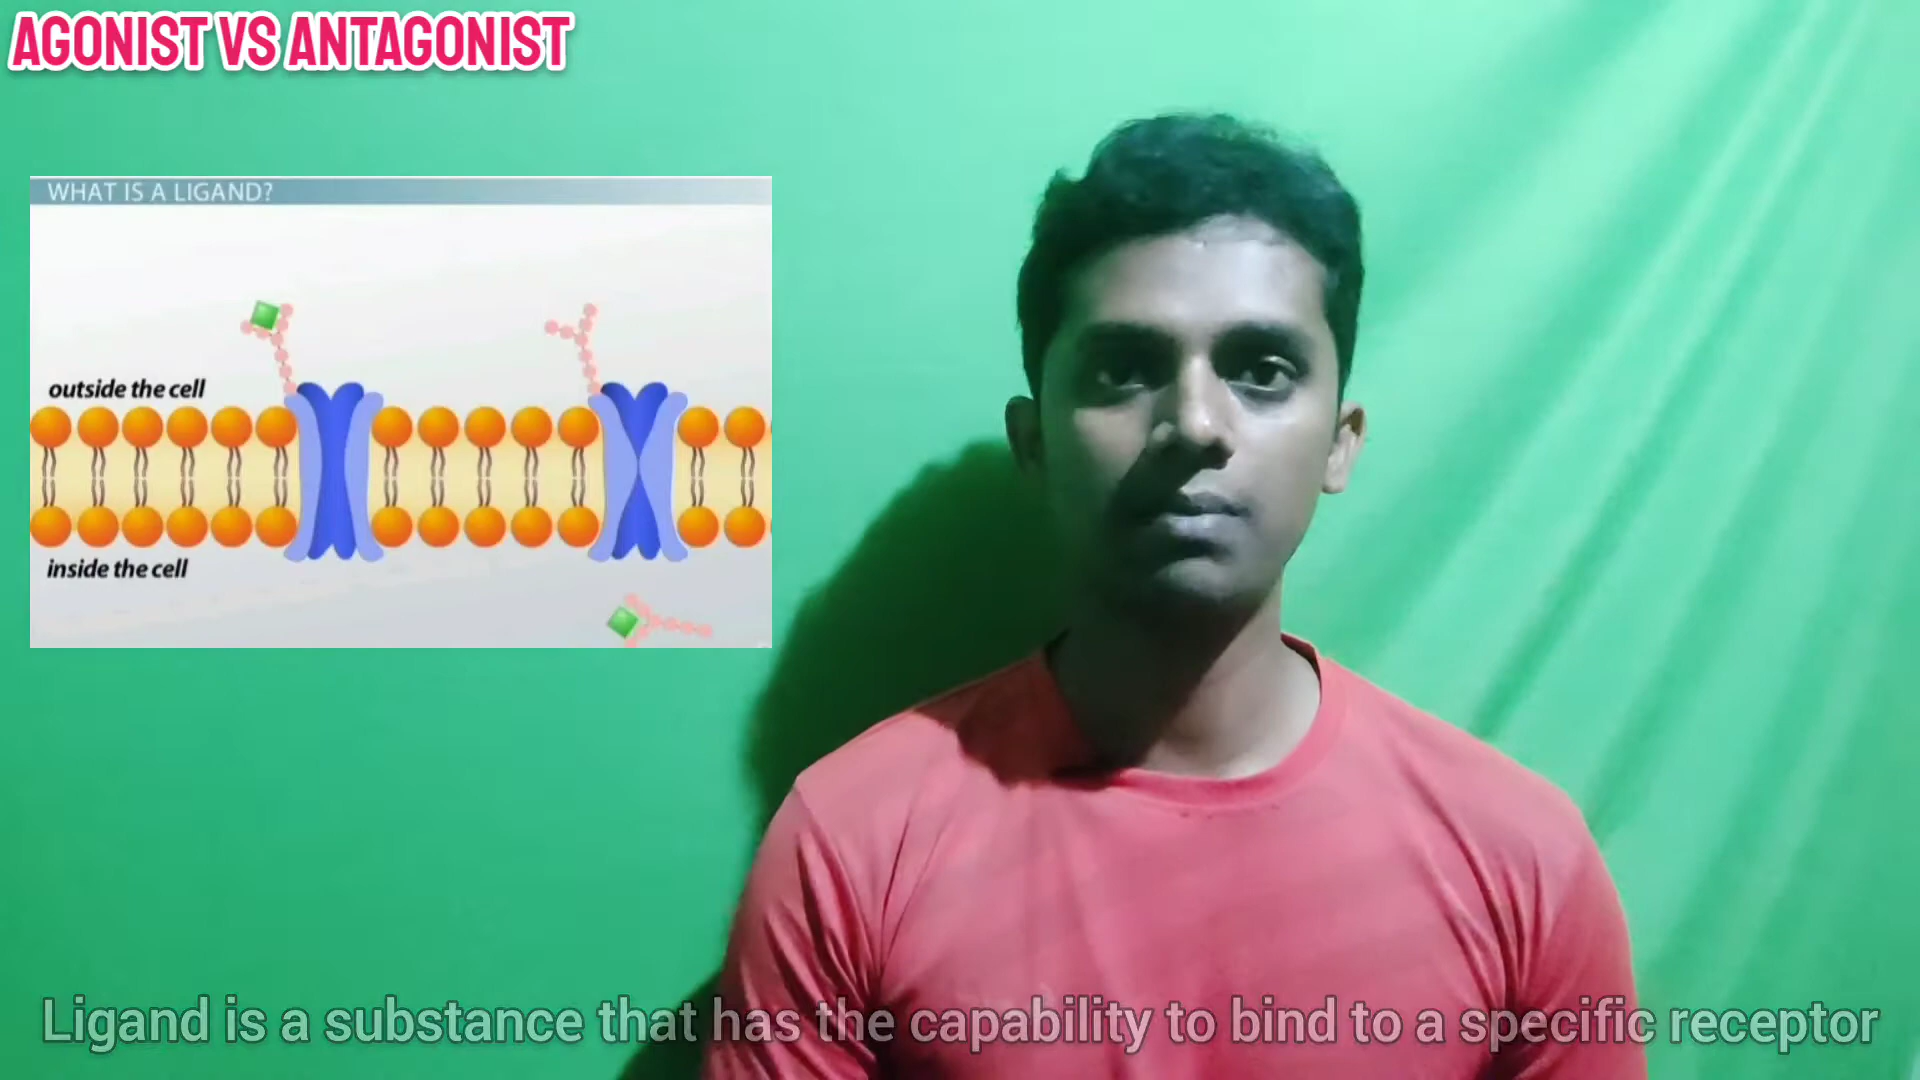 AGONIST VS ANTAGONIST
WHAT IS A LIGAND?
outside the cell
inside the cell
Ligand is a substance that has the capability to bind to a specific receptor